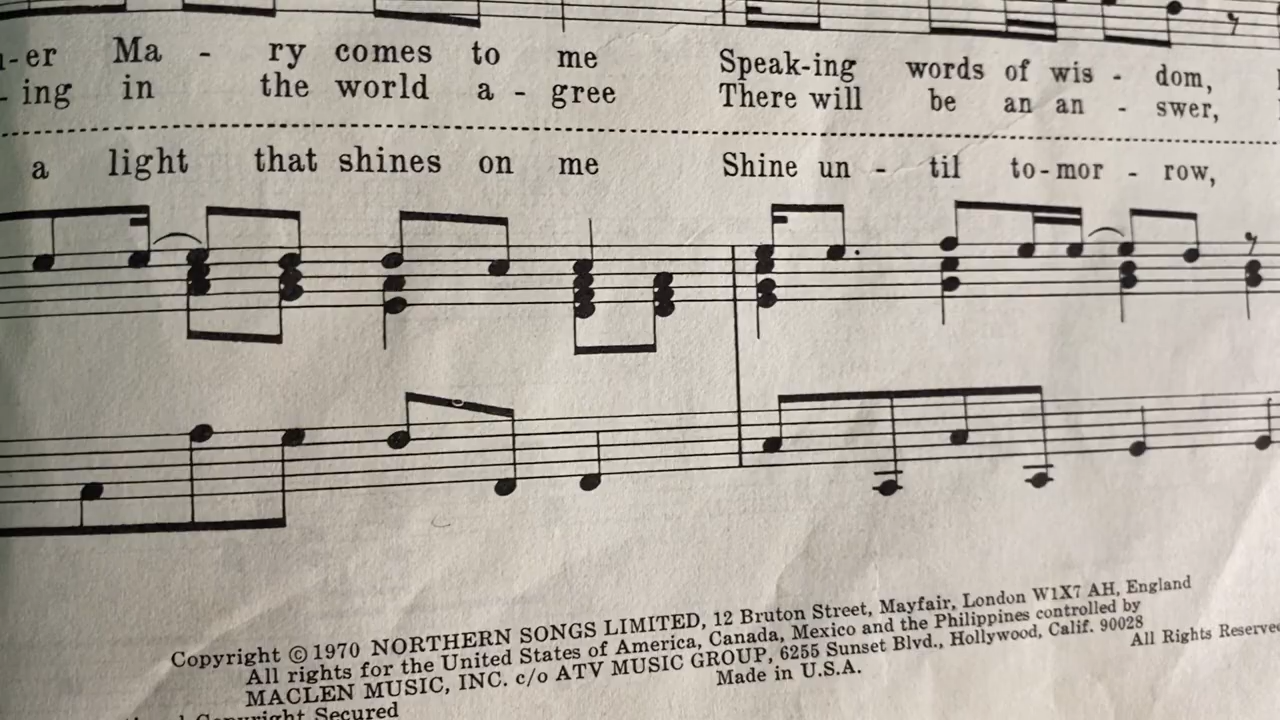 -er Ma - ry comes to me Speak-ing words of wis - dom,
- ing in the world a - gree There will be an an - swer,
a light that shines on me Shine un - til to-mor - row,
Copyright © 1970 NORTHERN SONGS LIMITED, 12 Bruton Street, Mayfair, London W1X7 AH, England
All rights for the United States of America, Canada, Mexico and the Philippines controlled by
MACLEN MUSIC, INC. c/o ATV MUSIC GROUP, 6255 Sunset Blvd., Hollywood, Calif. 90028
Made in U.S.A.
All Rights Reserve
Copyright Secured